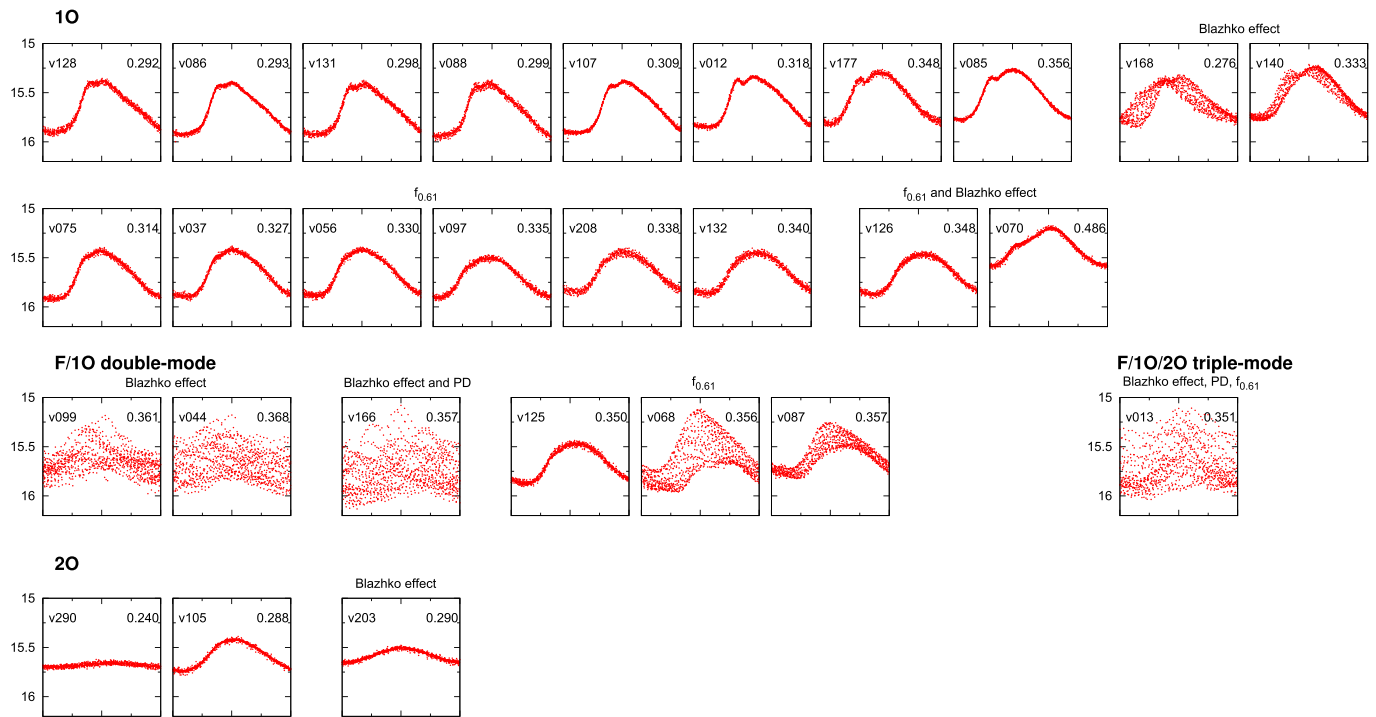 1O
Blazhko effect
15
15.5
16
v128 0.292
v086 0.293
v131 0.298
v088 0.299
v107 0.309
v012 0.318
v177 0.348
v085 0.356
v168 0.276
v140 0.333
f0.61
f0.61 and Blazhko effect
15
15.5
16
v075 0.314
v037 0.327
v056 0.330
v097 0.335
v208 0.338
v132 0.340
v126 0.348
v070 0.486
F/1O double-mode
F/1O/2O triple-mode
Blazhko effect
Blazhko effect and PD
f0.61
Blazhko effect, PD, f0.61
15
15.5
16
v099 0.361
v044 0.368
v166 0.357
v125 0.350
v068 0.356
v087 0.357
15
15.5
16
v013 0.351
2O
Blazhko effect
15
15.5
16
v290 0.240
v105 0.288
v203 0.290